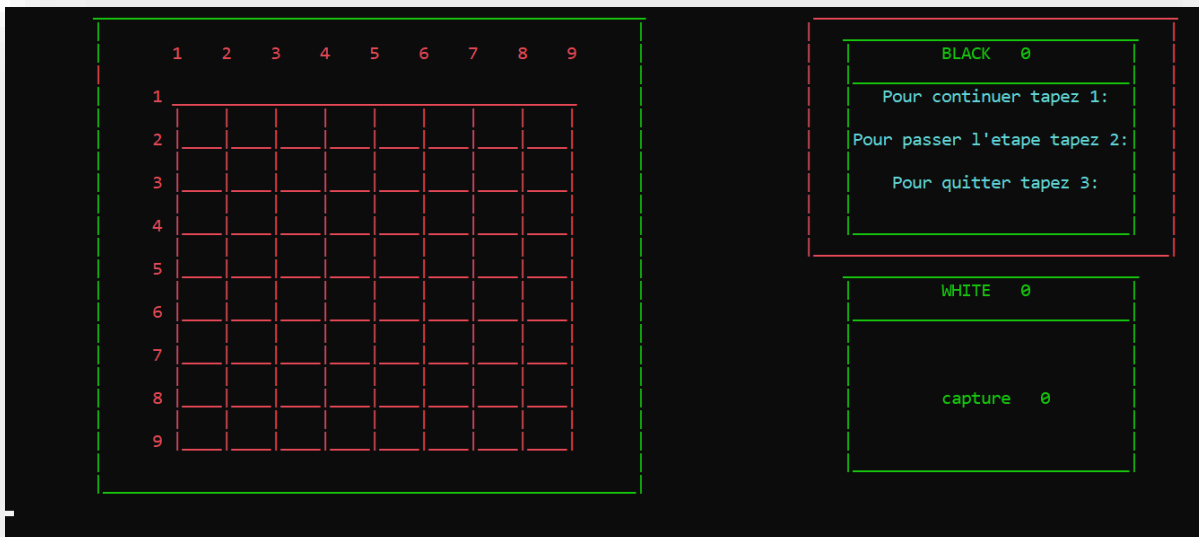 1 2 3 4 5 6 7 8 9
1
2
3
4
5
6
7
8
9
BLACK 0
Pour continuer tapez 1:
Pour passer l'etape tapez 2:
Pour quitter tapez 3:
WHITE 0
capture 0